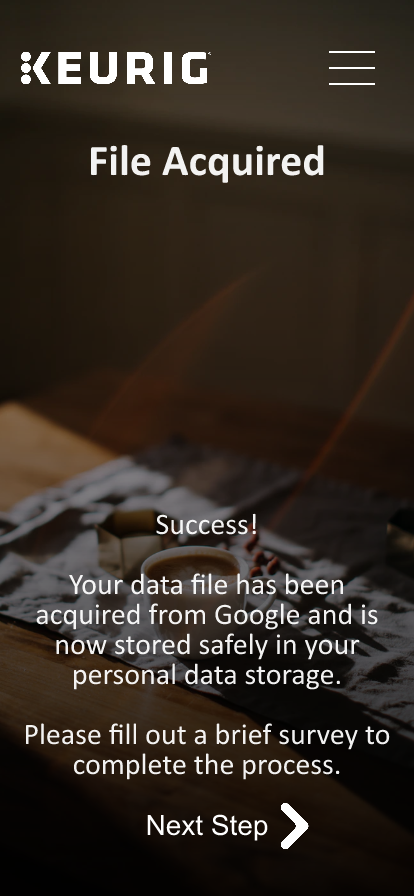 KEURIG
File Acquired
Success!
Your data file has been
acquired from Google and is
now stored safely in your
personal data storage.
Please fill out a brief survey to
complete the process.
Next Step